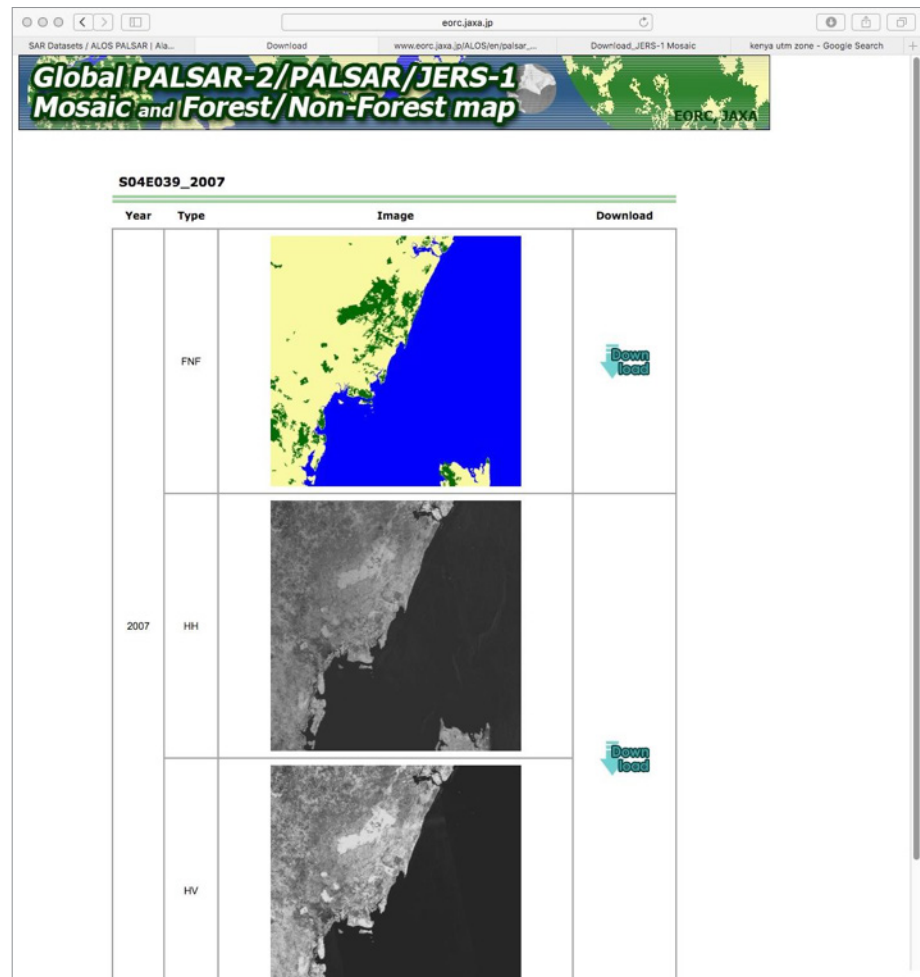 eorc.jaxa.jp
SAR Datasets / ALOS PALSAR | Ala...
Download
www.eorc.jaxa.jp/ALOS/en/palsar_...
Download_JERS-1 Mosaic
kenya utm zone - Google Search
Global PALSAR-2/PALSAR/JERS-1
Mosaic and Forest/Non-Forest map
EORC, JAXA
S04E039_2007
Year Type Image Download
FNF
Down
load
2007 HH
Down
load
HV